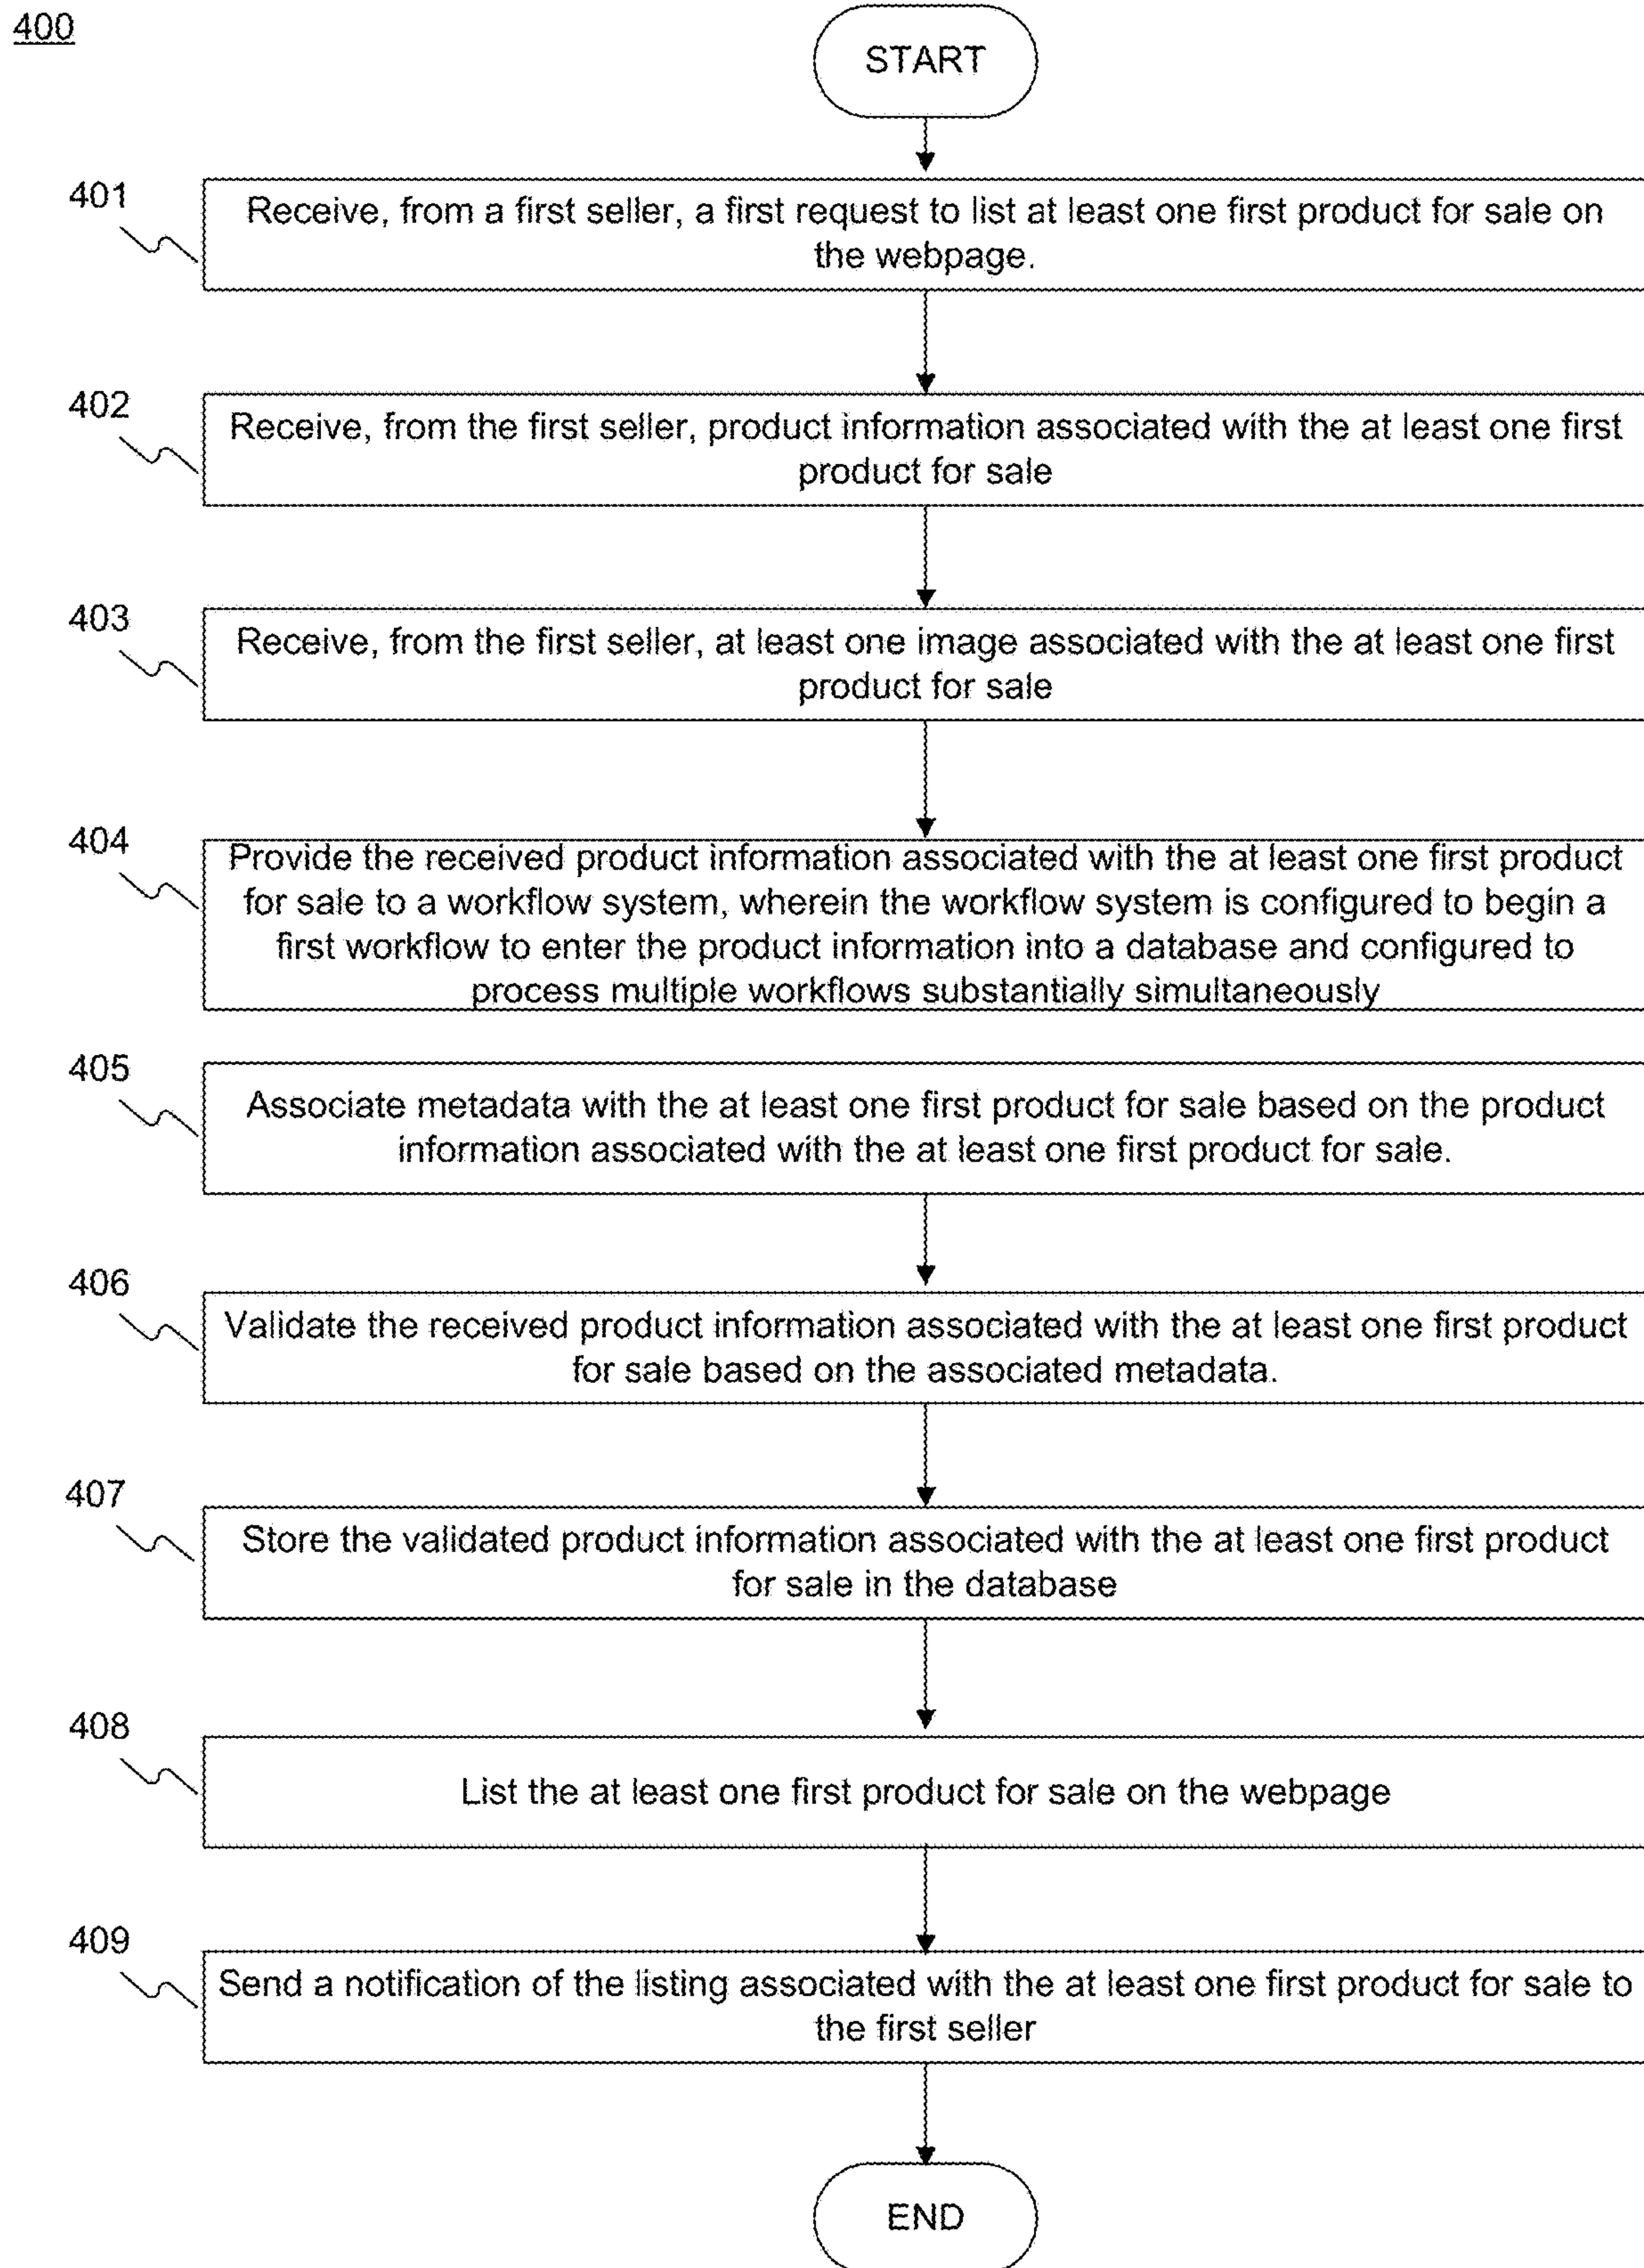 400
START
401
Receive, from a first seller, a first request to list at least one first product for sale on
the webpage.
402
Receive, from the first seller, product information associated with the at least one first
product for sale
403
Receive, from the first seller, at least one image associated with the at least one first
product for sale
404
Provide the received product information associated with the at least one first product
for sale to a workflow system, wherein the workflow system is configured to begin a
first workflow to enter the product information into a database and configured to
process multiple workflows substantially simultaneously
405
Associate metadata with the at least one first product for sale based on the product
information associated with the at least one first product for sale.
406
Validate the received product information associated with the at least one first product
for sale based on the associated metadata.
407
Store the validated product information associated with the at least one first product
for sale in the database
408
List the at least one first product for sale on the webpage
409
Send a notification of the listing associated with the at least one first product for sale to
the first seller
END